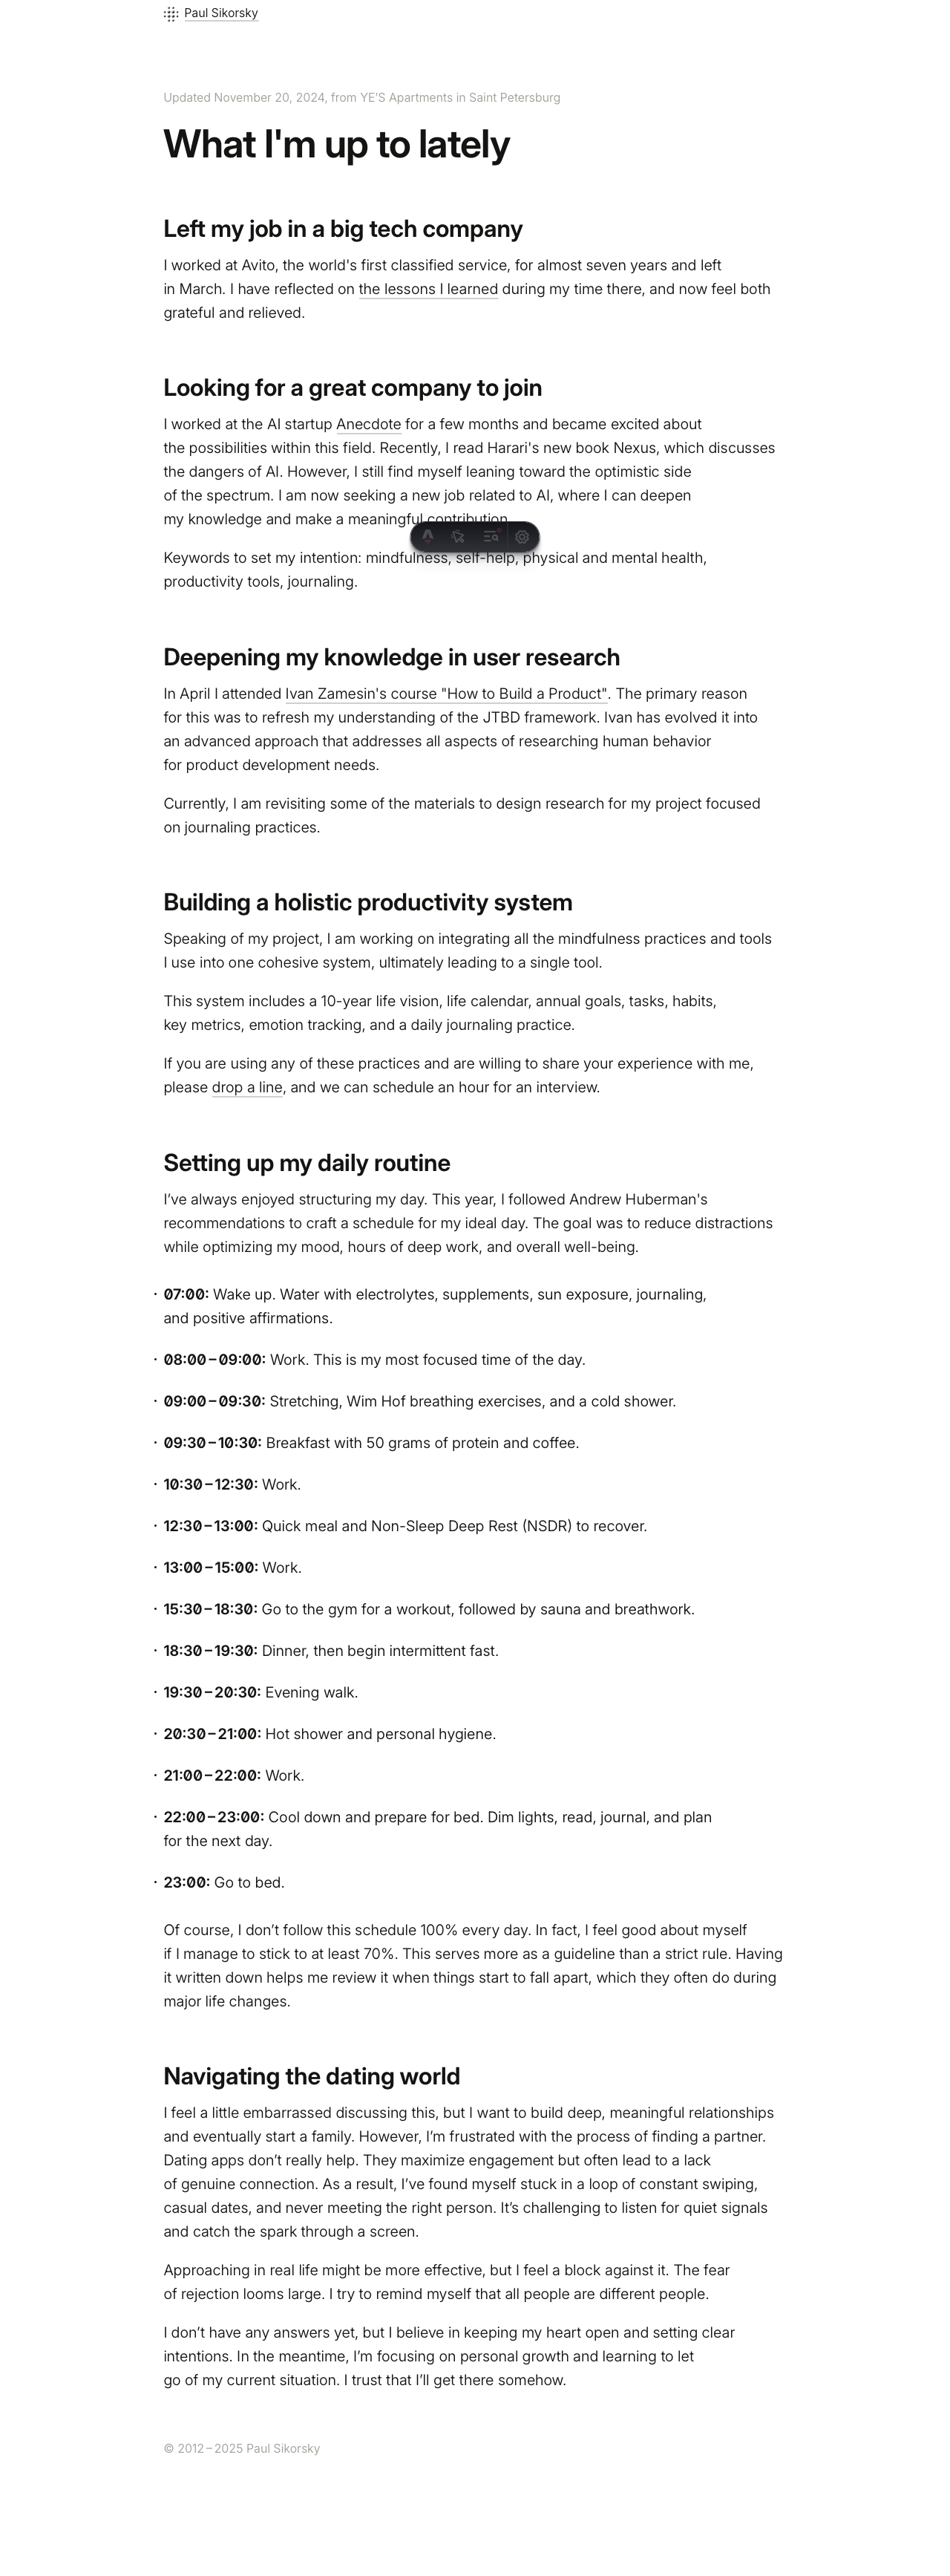 Paul Sikorsky
Updated November 20, 2024, from YE'S Apartments in Saint Petersburg
What I'm up to lately
Left my job in a big tech company
I worked at Avito, the world's first classified service, for almost seven years and left
in March. I have reflected on the lessons I learned during my time there, and now feel both
grateful and relieved.
Looking for a great company to join
I worked at the AI startup Anecdote for a few months and became excited about
the possibilities within this field. Recently, I read Harari's new book Nexus, which discusses
the dangers of AI. However, I still find myself leaning toward the optimistic side
of the spectrum. I am now seeking a new job related to AI, where I can deepen
my knowledge and make a meaningful contribution.
Keywords to set my intention: mindfulness, self-help, physical and mental health,
productivity tools, journaling.
Deepening my knowledge in user research
In April I attended Ivan Zamesin's course "How to Build a Product". The primary reason
for this was to refresh my understanding of the JTBD framework. Ivan has evolved it into
an advanced approach that addresses all aspects of researching human behavior
for product development needs.
Currently, I am revisiting some of the materials to design research for my project focused
on journaling practices.
Building a holistic productivity system
Speaking of my project, I am working on integrating all the mindfulness practices and tools
I use into one cohesive system, ultimately leading to a single tool.
This system includes a 10-year life vision, life calendar, annual goals, tasks, habits,
key metrics, emotion tracking, and a daily journaling practice.
If you are using any of these practices and are willing to share your experience with me,
please drop a line, and we can schedule an hour for an interview.
Setting up my daily routine
I’ve always enjoyed structuring my day. This year, I followed Andrew Huberman's
recommendations to craft a schedule for my ideal day. The goal was to reduce distractions
while optimizing my mood, hours of deep work, and overall well-being.
· 07:00: Wake up. Water with electrolytes, supplements, sun exposure, journaling,
and positive affirmations.
· 08:00–09:00: Work. This is my most focused time of the day.
· 09:00–09:30: Stretching, Wim Hof breathing exercises, and a cold shower.
· 09:30–10:30: Breakfast with 50 grams of protein and coffee.
· 10:30–12:30: Work.
· 12:30–13:00: Quick meal and Non-Sleep Deep Rest (NSDR) to recover.
· 13:00–15:00: Work.
· 15:30–18:30: Go to the gym for a workout, followed by sauna and breathwork.
· 18:30–19:30: Dinner, then begin intermittent fast.
· 19:30–20:30: Evening walk.
· 20:30–21:00: Hot shower and personal hygiene.
· 21:00–22:00: Work.
· 22:00–23:00: Cool down and prepare for bed. Dim lights, read, journal, and plan
for the next day.
· 23:00: Go to bed.
Of course, I don’t follow this schedule 100% every day. In fact, I feel good about myself
if I manage to stick to at least 70%. This serves more as a guideline than a strict rule. Having
it written down helps me review it when things start to fall apart, which they often do during
major life changes.
Navigating the dating world
I feel a little embarrassed discussing this, but I want to build deep, meaningful relationships
and eventually start a family. However, I’m frustrated with the process of finding a partner.
Dating apps don’t really help. They maximize engagement but often lead to a lack
of genuine connection. As a result, I’ve found myself stuck in a loop of constant swiping,
casual dates, and never meeting the right person. It’s challenging to listen for quiet signals
and catch the spark through a screen.
Approaching in real life might be more effective, but I feel a block against it. The fear
of rejection looms large. I try to remind myself that all people are different people.
I don’t have any answers yet, but I believe in keeping my heart open and setting clear
intentions. In the meantime, I’m focusing on personal growth and learning to let
go of my current situation. I trust that I’ll get there somehow.
© 2012–2025 Paul Sikorsky